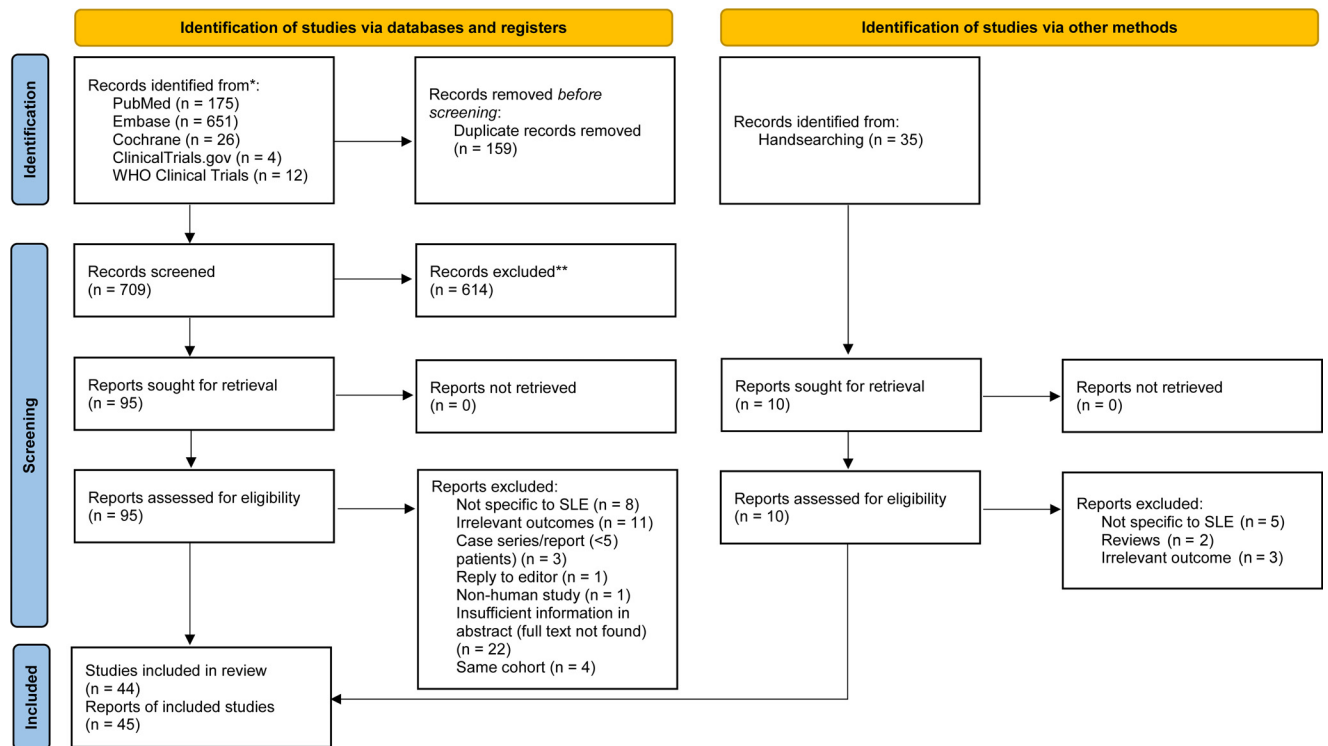 Identification of studies via databases and registers
Identification of studies via other methods
Identification
Records identified from*:
PubMed (n = 175)
Embase (n = 651)
Cochrane (n = 26)
ClinicalTrials.gov (n = 4)
WHO Clinical Trials (n = 12)
Records removed before
screening:
Duplicate records removed
(n = 159)
Records identified from:
Handsearching (n = 35)
Screening
Records screened
(n = 709)
Records excluded**
(n = 614)
Reports sought for retrieval
(n = 95)
Reports not retrieved
(n = 0)
Reports sought for retrieval
(n = 10)
Reports not retrieved
(n = 0)
Reports assessed for eligibility
(n = 95)
Reports excluded:
Not specific to SLE (n = 8)
Irrelevant outcomes (n = 11)
Case series/report (<5
patients) (n = 3)
Reply to editor (n = 1)
Non-human study (n = 1)
Insufficient information in
abstract (full text not found)
(n = 22)
Same cohort (n = 4)
Reports assessed for eligibility
(n = 10)
Reports excluded:
Not specific to SLE (n = 5)
Reviews (n = 2)
Irrelevant outcome (n = 3)
Included
Studies included in review
(n = 44)
Reports of included studies
(n = 45)